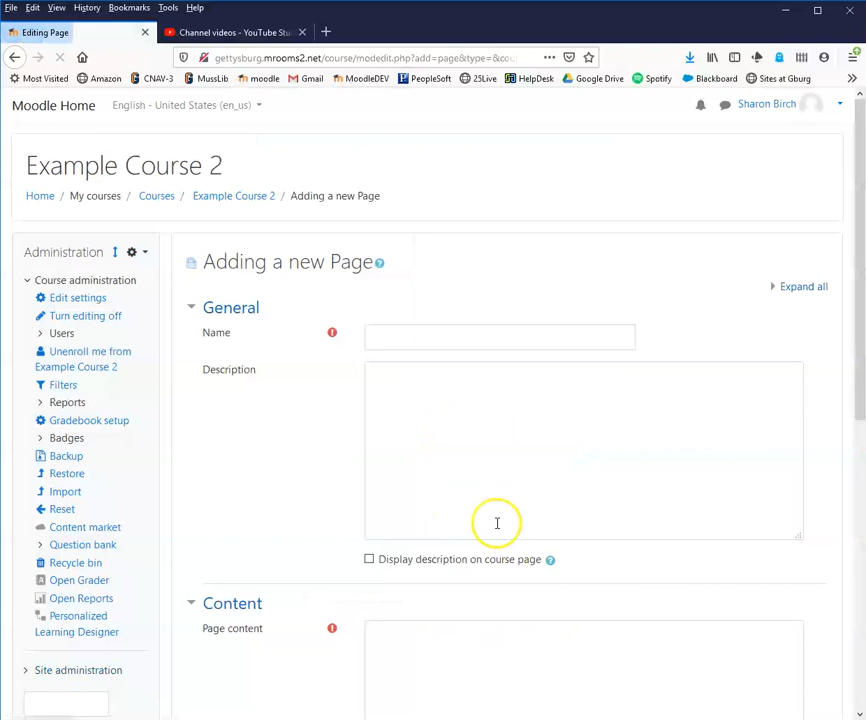 File Edit View History Bookmarks Tools Help
Editing Page
Channel videos - YouTube Stu
gettysburg.mrooms2.net/course/modedit.php?add=page&type=&cou
Most Visited Amazon CNAV-3 MussLib moodle Gmail MoodleDEV PeopleSoft 25Live HelpDesk Google Drive Spotify Blackboard Sites at Gburg
Moodle Home English - United States (en_us) Sharon Birch
Example Course 2
Home / My courses / Courses / Example Course 2 / Adding a new Page
Administration
Course administration
Edit settings
Turn editing off
Users
Unenroll me from
Example Course 2
Filters
Reports
Gradebook setup
Badges
Backup
Restore
Import
Reset
Content market
Question bank
Recycle bin
Open Grader
Open Reports
Personalized
Learning Designer
Site administration
Adding a new Page
Expand all
General
Name
Description
Display description on course page
Content
Page content